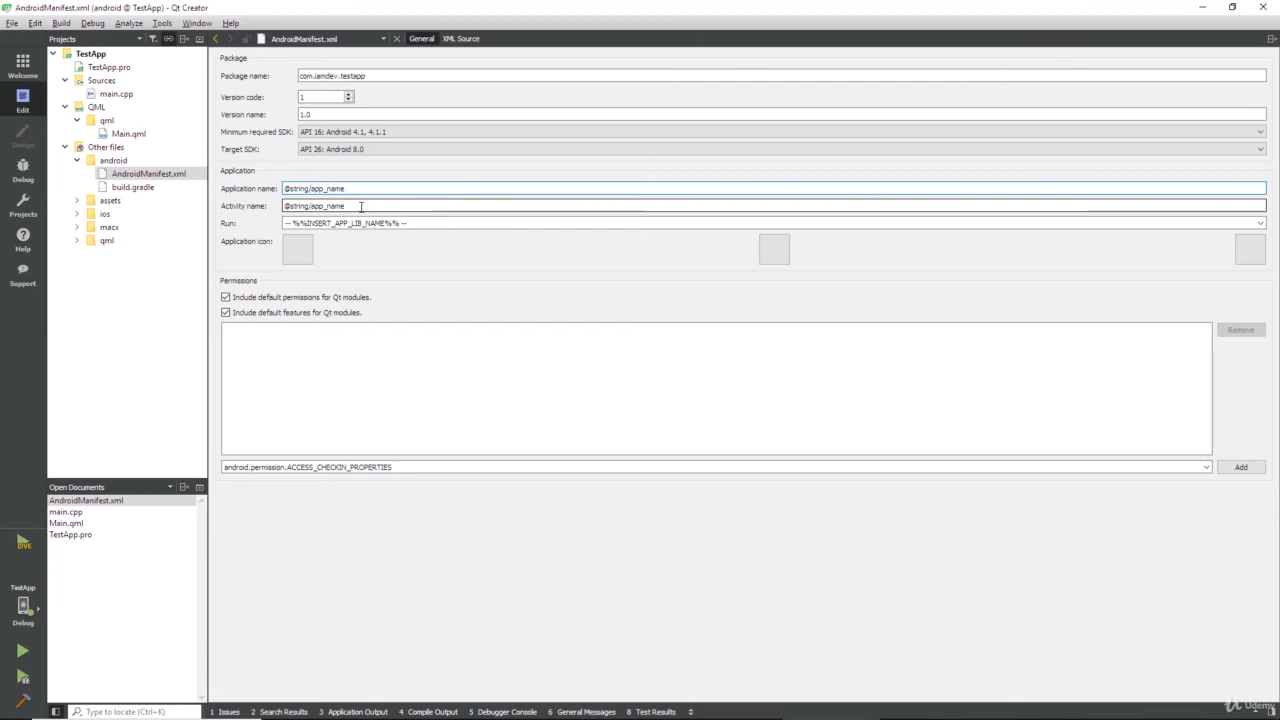 AndroidManifest.xml (android @ TestApp) - Qt Creator
File Edit Build Debug Analyze Tools Window Help
Projects
AndroidManifest.xml
General
XML Source
Welcome
Edit
Design
Debug
Projects
Help
Support
TestApp
TestApp.pro
Sources
main.cpp
QML
qml
Main.qml
Other files
android
AndroidManifest.xml
build.gradle
assets
ios
macx
qml
Package
Package name: com.iamdev.testapp
Version code: 1
Version name: 1.0
Minimum required SDK: API 16: Android 4.1, 4.1.1
Target SDK: API 26: Android 8.0
Application
Application name: @string/app_name
Activity name: @string/app_name
Run: -- %%INSERT_APP_LIB_NAME%% --
Application icon:
Permissions
Include default permissions for Qt modules.
Include default features for Qt modules.
Remove
android.permission.ACCESS_CHECKIN_PROPERTIES
Add
Open Documents
AndroidManifest.xml
main.cpp
Main.qml
TestApp.pro
LIVE
TestApp
Debug
Type to locate (Ctrl+K)
1 Issues 2 Search Results 3 Application Output 4 Compile Output 5 Debugger Console 6 General Messages 8 Test Results
Udemy